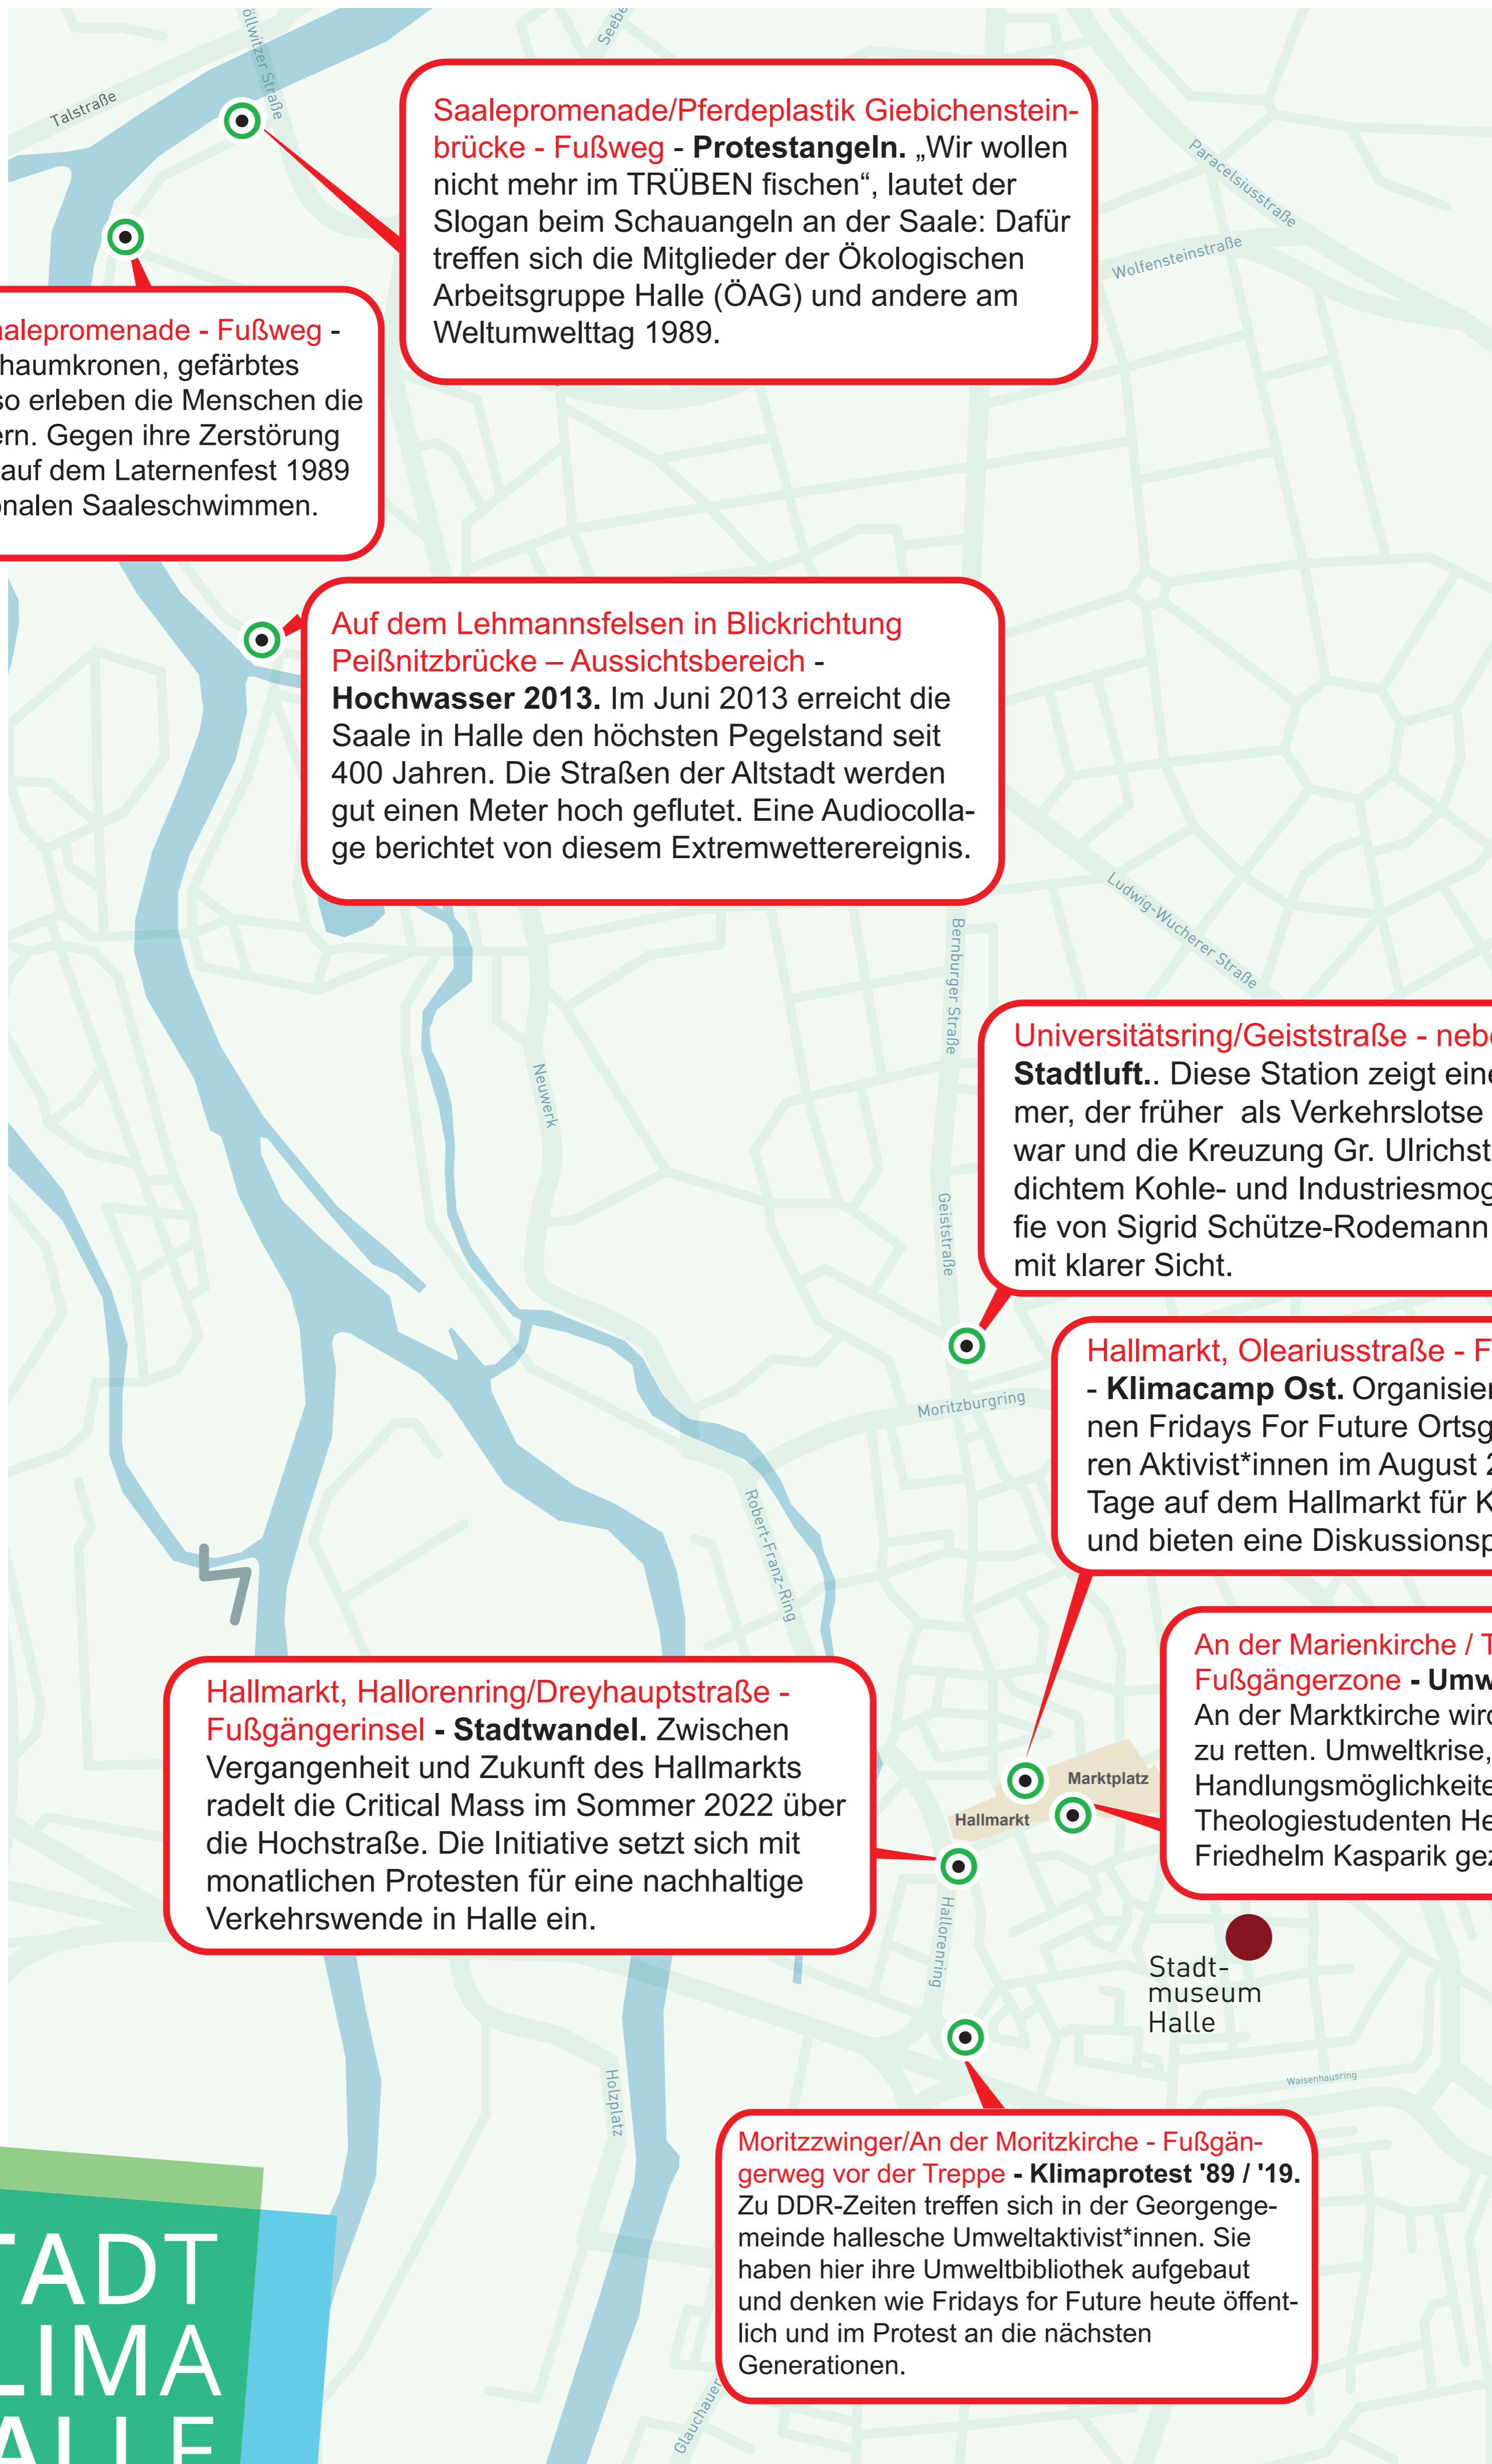 Talstraße
Saalepromenade/Pferdeplastik Giebichenstein-
brücke - Fußweg - Protestangeln. „Wir wollen
nicht mehr im TRÜBEN fischen“, lautet der
Slogan beim Schauangeln an der Saale: Dafür
treffen sich die Mitglieder der Ökologischen
Arbeitsgruppe Halle (ÖAG) und andere am
Weltumwelttag 1989.
Paracelsiusstraße
Wolfensteinstraße
alepromenade - Fußweg -
haumkronen, gefärbtes
so erleben die Menschen die
ern. Gegen ihre Zerstörung
auf dem Laternenfest 1989
onalen Saaleschwimmen.
Auf dem Lehmannsfelsen in Blickrichtung
Peißnitzbrücke – Aussichtsbereich -
Hochwasser 2013. Im Juni 2013 erreicht die
Saale in Halle den höchsten Pegelstand seit
400 Jahren. Die Straßen der Altstadt werden
gut einen Meter hoch geflutet. Eine Audiocolla-
ge berichtet von diesem Extremwetterereignis.
Ludwig-Wucherer Straße
Bernburger Straße
Neuwerk
Geiststraße
Universitätsring/Geiststraße - neb
Stadtluft.. Diese Station zeigt eine
mer, der früher  als Verkehrslotse
war und die Kreuzung Gr. Ulrichst
dichtem Kohle- und Industriesmog
fie von Sigrid Schütze-Rodemann
mit klarer Sicht.
Moritzburgring
Hallmarkt, Oleariusstraße - F
- Klimacamp Ost. Organisier
nen Fridays For Future Ortsg
ren Aktivist*innen im August 2
Tage auf dem Hallmarkt für K
und bieten eine Diskussionsp
Robert-Franz-Ring
An der Marienkirche / T
Fußgängerzone - Umw
An der Marktkirche wird
zu retten. Umweltkrise,
Handlungsmöglichkeite
Theologiestudenten He
Friedhelm Kasparik gez
Hallmarkt, Hallorenring/Dreyhauptstraße -
Fußgängerinsel - Stadtwandel. Zwischen
Vergangenheit und Zukunft des Hallmarkts
radelt die Critical Mass im Sommer 2022 über
die Hochstraße. Die Initiative setzt sich mit
monatlichen Protesten für eine nachhaltige
Verkehrswende in Halle ein.
Marktplatz
Hallmarkt
Hallorenring
Stadt-
museum
Halle
Waisenhausring
Holzplatz
Moritzzwinger/An der Moritzkirche - Fußgän-
gerweg vor der Treppe - Klimaprotest '89 / '19.
Zu DDR-Zeiten treffen sich in der Georgenge-
meinde hallesche Umweltaktivist*innen. Sie
haben hier ihre Umweltbibliothek aufgebaut
und denken wie Fridays for Future heute öffent-
lich und im Protest an die nächsten
Generationen.
Glauchauer
TADT
LIMA
ALLE